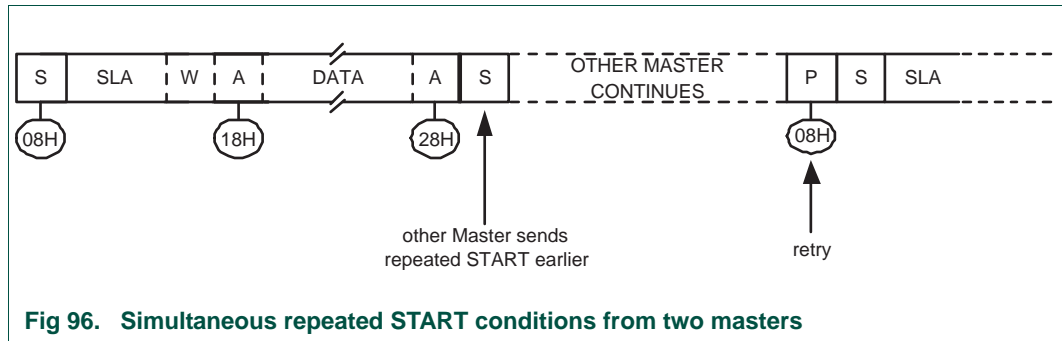 S SLA W A DATA A S OTHER MASTER CONTINUES P S SLA
08H 18H 28H 08H
other Master sends
repeated START earlier
retry
Fig 96. Simultaneous repeated START conditions from two masters